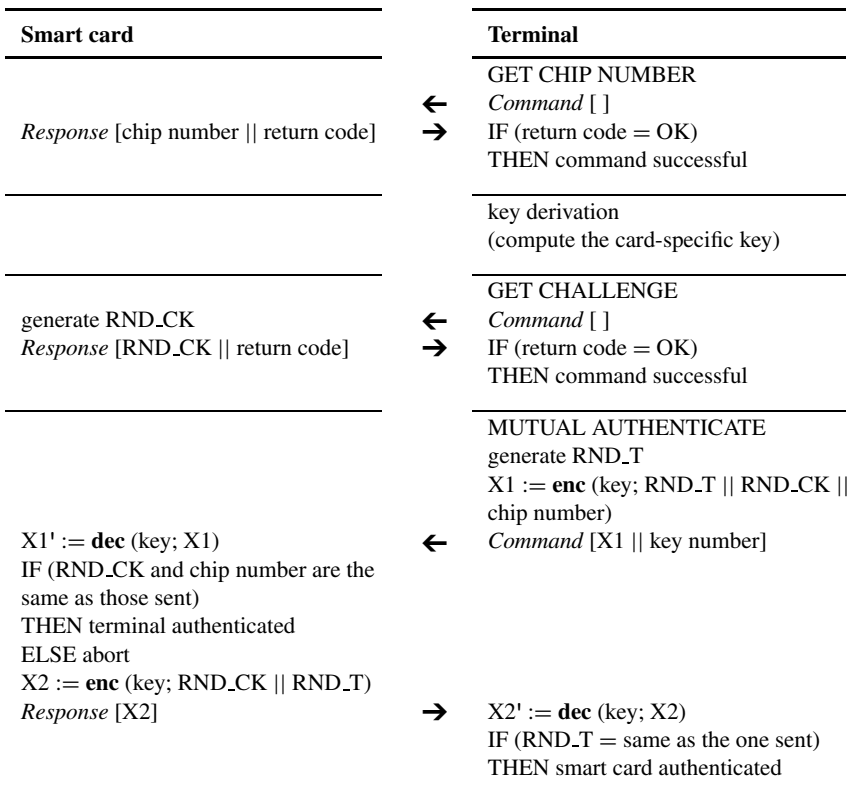 Smart card Terminal
GET CHIP NUMBER
← Command [ ]
Response [chip number || return code] → IF (return code = OK)
THEN command successful
key derivation
(compute the card-specific key)
GET CHALLENGE
generate RND_CK ← Command [ ]
Response [RND_CK || return code] → IF (return code = OK)
THEN command successful
MUTUAL AUTHENTICATE
generate RND_T
X1 := enc (key; RND_T || RND_CK ||
chip number)
X1' := dec (key; X1) ← Command [X1 || key number]
IF (RND_CK and chip number are the
same as those sent)
THEN terminal authenticated
ELSE abort
X2 := enc (key; RND_CK || RND_T)
Response [X2] → X2' := dec (key; X2)
IF (RND_T = same as the one sent)
THEN smart card authenticated